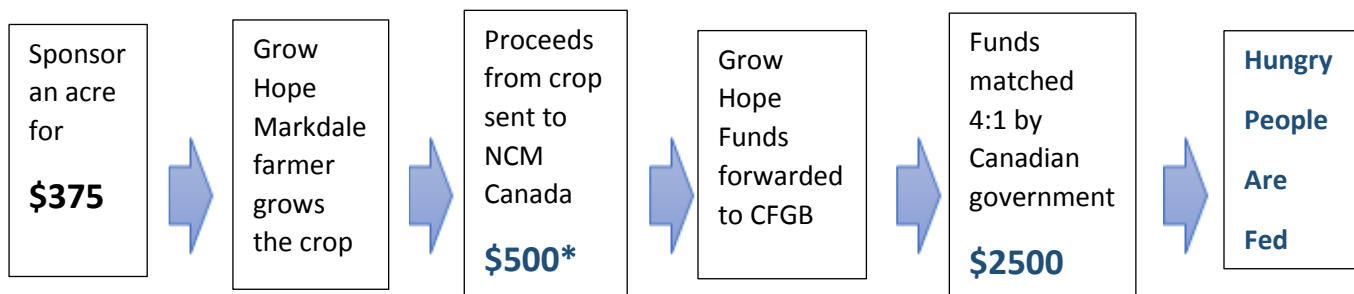 Sponsor
an acre
for
$375
Grow
Hope
Markdale
farmer
grows
the crop
Proceeds
from crop
sent to
NCM
Canada
$500*
Grow
Hope
Funds
forwarded
to CFGB
Funds
matched
4:1 by
Canadian
government
$2500
Hungry
People
Are
Fed